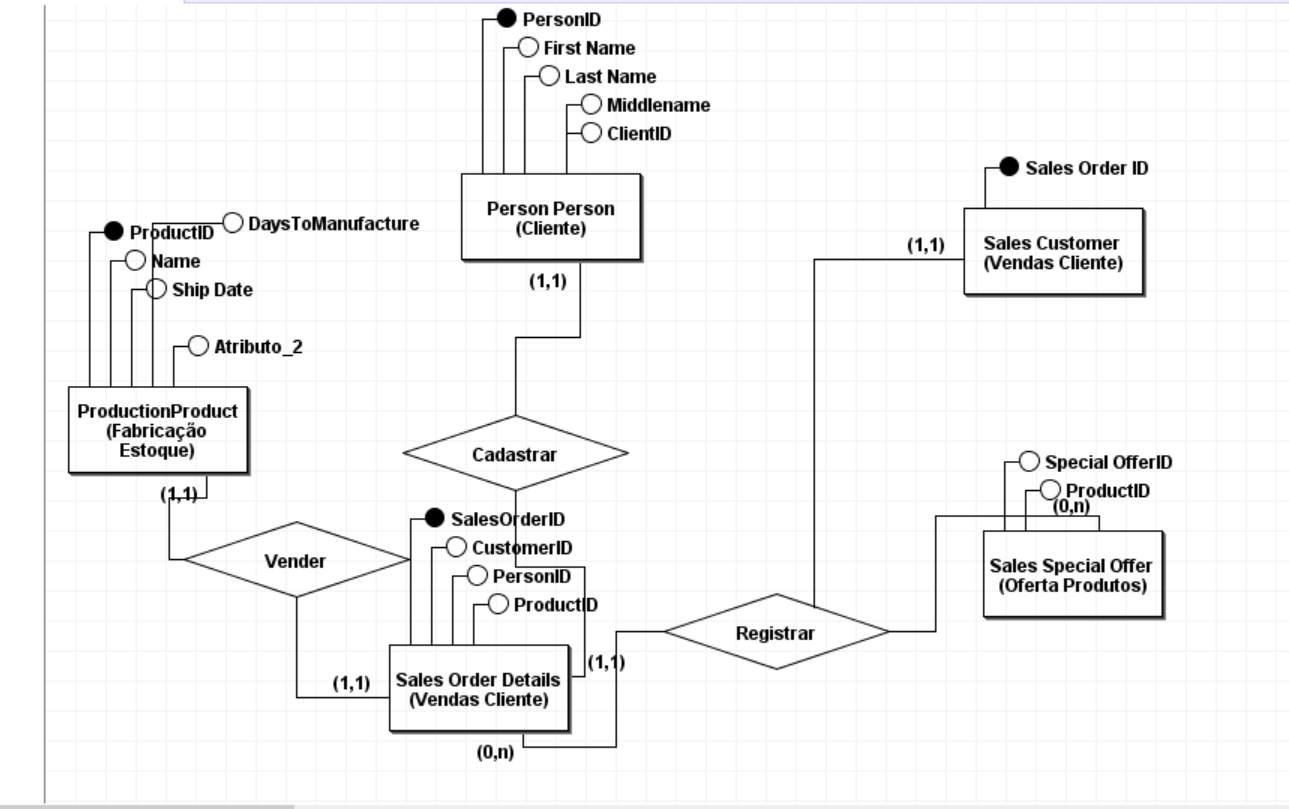 PersonID
First Name
Last Name
Middlename
ClientID
Person Person
(Cliente)
(1,1)
Sales Order ID
Sales Customer
(Vendas Cliente)
(1,1)
DaysToManufacture
ProductID
Name
Ship Date
Atributo_2
ProductionProduct
(Fabricação
Estoque)
(1,1)
Cadastrar
Special OfferID
ProductID
(0,n)
Sales Special Offer
(Oferta Produtos)
Vender
SalesOrderID
CustomerID
PersonID
ProductID
Registrar
(1,1)
(1,1)
Sales Order Details
(Vendas Cliente)
(0,n)